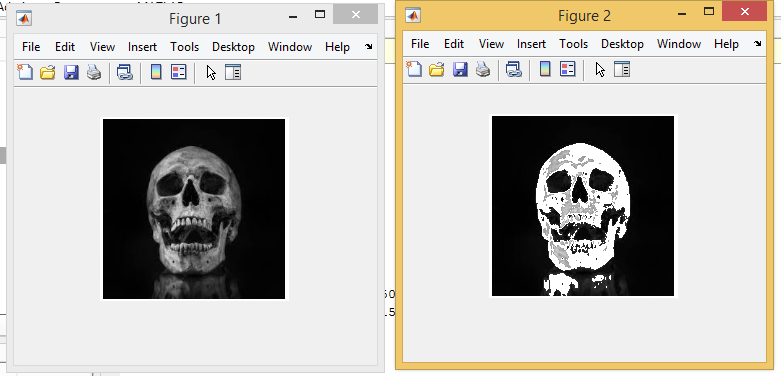 Figure 1
File Edit View Insert Tools Desktop Window Help
Figure 2
File Edit View Insert Tools Desktop Window Help